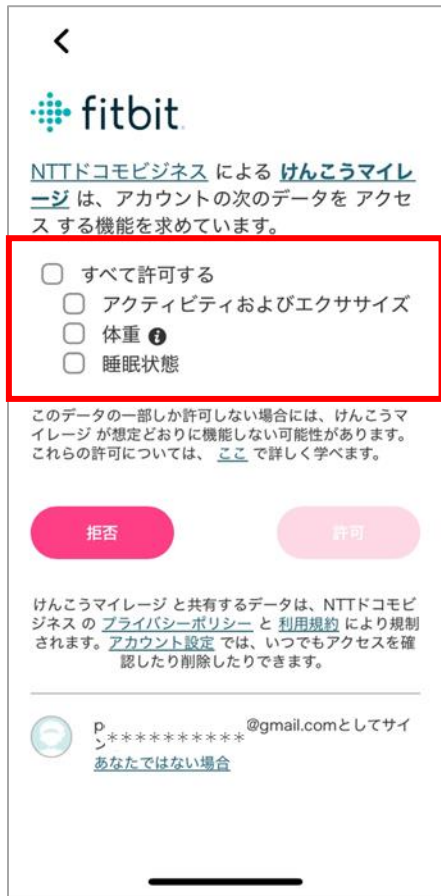 fitbit.
NTTドコモビジネス による けんこうマイレ
ージ は、アカウントの次のデータを アクセ
ス する機能を求めています。
すべて許可する
アクティビティおよびエクササイズ
体重
睡眠状態
このデータの一部しか許可しない場合には、けんこうマ
イレージ が想定どおりに機能しない可能性があります。
これらの許可については、 ここ で詳しく学べます。
拒否
許可
けんこうマイレージ と共有するデータは、NTTドコモビ
ジネス の プライバシーポリシー と 利用規約 により規制
されます。アカウント設定 では、いつでもアクセスを確
認したり削除したりできます。
p**********@gmail.comとしてサイ
ン
あなたではない場合